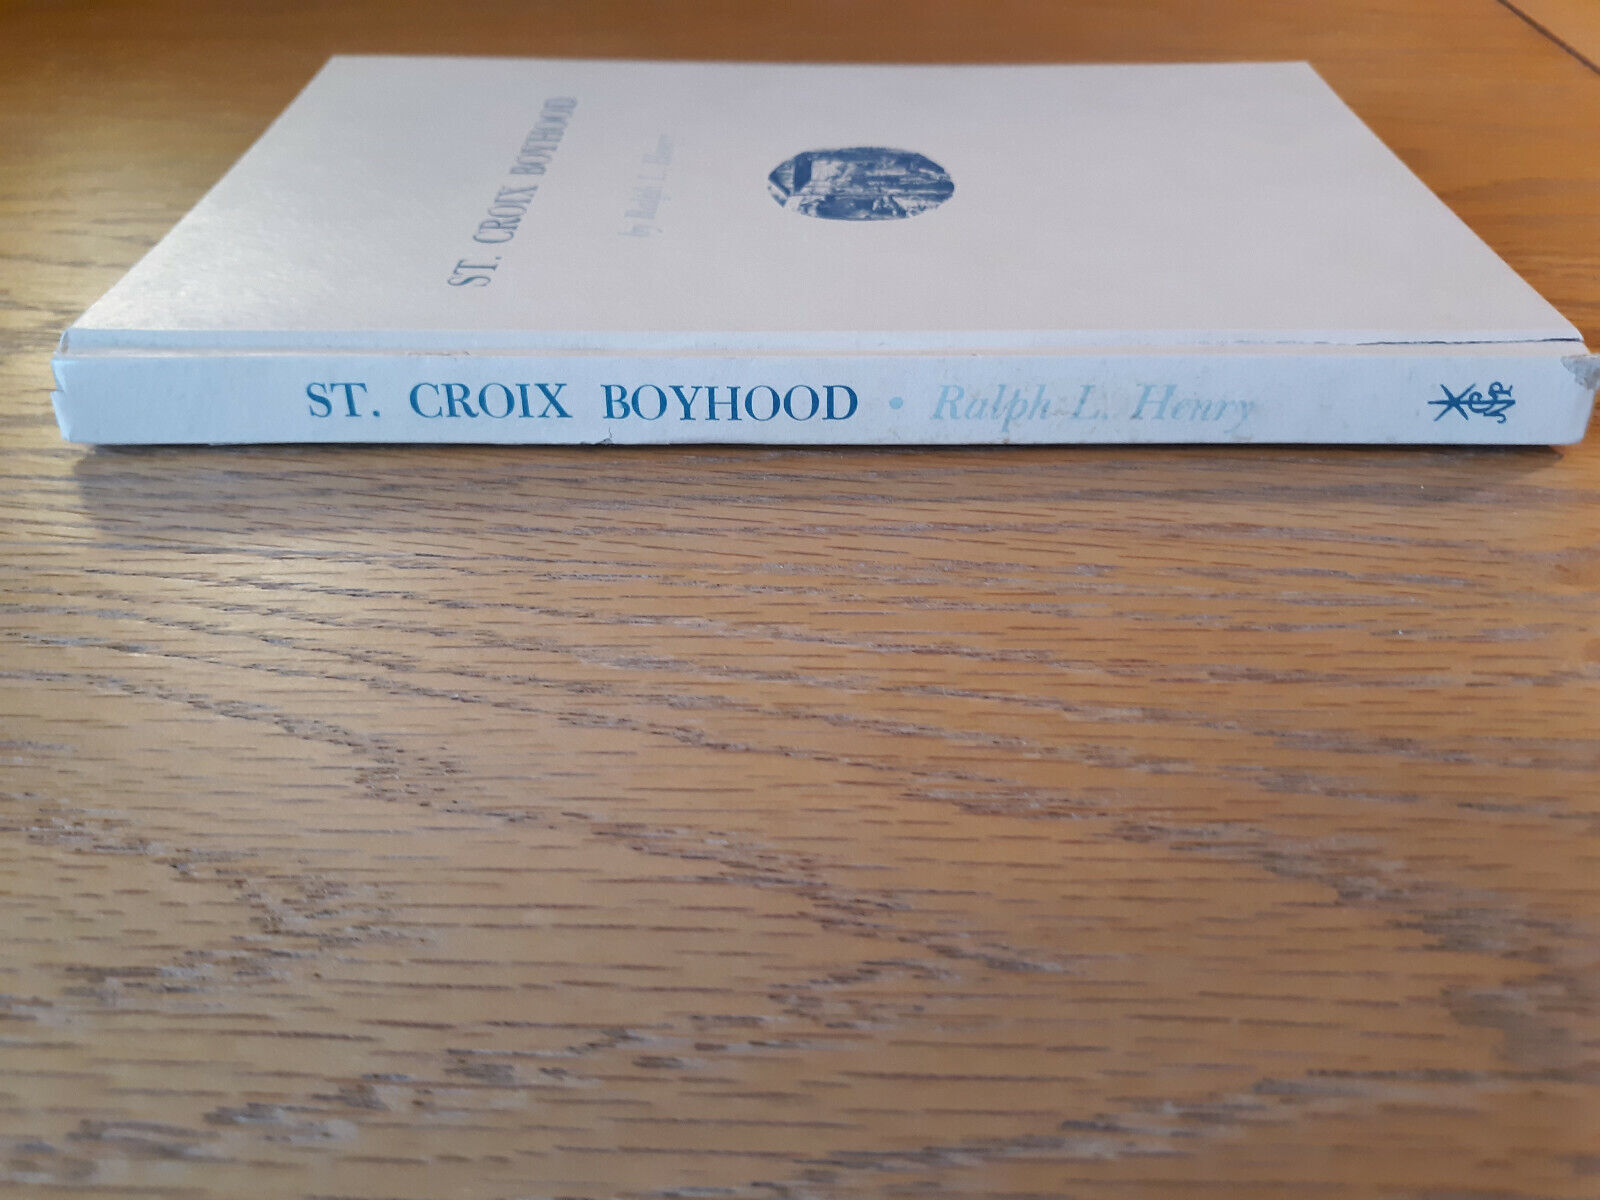 ST. CROIX BOYHOOD
by Ralph L. Henry
ST. CROIX BOYHOOD • Ralph L. Henry